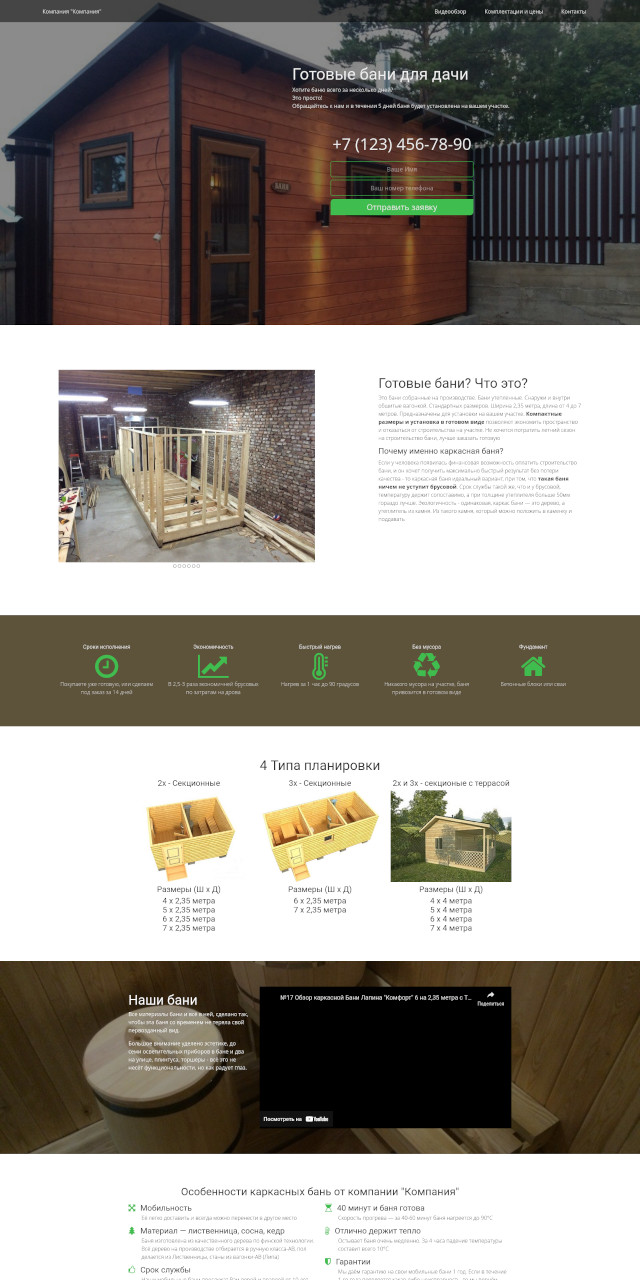 Компания "Компания"
Видеообзор
Комплектации и цены
Контакты
Готовые бани для дачи
Хотите баню всего за несколько дней?
Это просто!
Обращайтесь к нам и в течении 5 дней баня будет установлена на вашем участке.
+7 (123) 456-78-90
Ваше Имя
Ваш номер телефона
Отправить заявку
Готовые бани? Что это?
Это бани собранные на производстве. Бани утепленные. Снаружи и внутри
обшитые вагонкой. Стандартных размеров. Ширина 2,35 метра, длина от 4 до 7
метров. Предназначены для установки на вашем участке. Компактные
размеры и установка в готовом виде позволяют экономить пространство
и отказаться от строительства на участке. Не хочется потратить летний сезон
на строительство бани, лучше заказать готовую
Почему именно каркасная баня?
Если у человека появилась финансовая возможность оплатить строительство
бани, и он хочет получить максимально быстрый результат без потери
качества - то каркасная баня идеальный вариант, при том, что такая баня
ничем не уступит брусовой. Срок службы такой же, что и у брусовой,
температуру держит сопоставимо, а при толщине утеплителя больше 50мм
гораздо лучше. Экологичность - одинаковая, каркас бани — это дерево, а
утеплитель из камня. Из такого камня, который можно положить в каменку и
поддавать.
Сроки исполнения
Экономичность
Быстрый нагрев
Без мусора
Фундамент
Покупаете уже готовую, или сделаем
под заказ за 14 дней
В 2,5-3 раза экономичней брусовых
по затратам на дрова
Нагрев за 1 час до 90 градусов
Никакого мусора на участке, баня
привозится в готовом виде
Бетонные блоки или сваи
4 Типа планировки
2х - Секционные
3х - Секционные
2х и 3х - секционые с террасой
Размеры (Ш х Д)
4 х 2,35 метра
5 х 2,35 метра
6 х 2,35 метра
7 х 2,35 метра
Размеры (Ш х Д)
6 х 2,35 метра
7 х 2,35 метра
Размеры (Ш х Д)
4 х 4 метра
5 х 4 метра
6 х 4 метра
7 х 4 метра
Наши бани
Все материалы бани и всё в ней, сделано так,
чтобы эта баня со временем не теряла свой
первозданный вид.
Большое внимание уделено эстетике, до
семи осветительных приборов в бане и два
на улице, плинтуса, торшеры - всё это не
несёт функциональности, но как радует глаз.
№17 Обзор каркасной Бани Лапина "Комфорт" 6 на 2,35 метра с Т...
Поделиться
Посмотреть на YouTube
Особенности каркасных бань от компании "Компания"
Мобильность
Её легко доставить и всегда можно перенести в другое место
Материал — лиственница, сосна, кедр
Баня изготовлена из качественного дерева по финской технологии.
Всё дерево на производстве отбирается в ручную класса-АВ, пол
делается из Лиственницы, стены из вагонки АВ (Липа)
Срок службы
40 минут и баня готова
Скорость прогрева — за 40-60 минут баня нагреется до 90°С
Отлично держит тепло
Остывает баня очень медленно. За 4 часа падение температуры
составит всего 10°С
Гарантии
Мы даём гарантию на свои мобильные бани 1 год. Если в течение